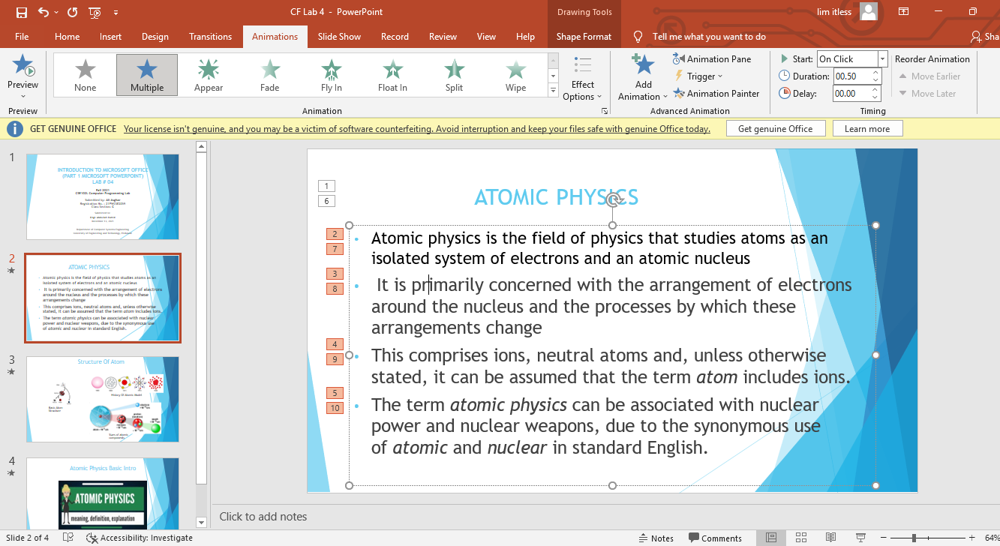 CF Lab 4 - PowerPoint
Drawing Tools
lim itless
File Home Insert Design Transitions Animations Slide Show Record Review View Help Shape Format Tell me what you want to do Sha
Preview
None Multiple Appear Fade Fly In Float In Split Wipe
Effect
Options
Add
Animation
Animation Pane
Trigger
Animation Painter
Start: On Click
Duration: 00.50
Delay: 00.00
Reorder Animation
Move Earlier
Move Later
Preview Animation Advanced Animation Timing
GET GENUINE OFFICE Your license isn't genuine, and you may be a victim of software counterfeiting. Avoid interruption and keep your files safe with genuine Office today. Get genuine Office Learn more
1
INTRODUCTION TO MICROSOFT OFFICE
(PART 1 MICROSOFT POWERPOINT)
LAB # 04
Fall 2021
CSE102L Computer Programming Lab
Submitted by: Ali Asghar
Class Section: C
Department of Computer Systems Engineering
University of Engineering and Technology, Peshawar
2
ATOMIC PHYSICS
Atomic physics is the field of physics that studies atoms as an
isolated system of electrons and an atomic nucleus
It is primarily concerned with the arrangement of electrons
around the nucleus and the processes by which these
arrangements change
This comprises ions, neutral atoms and, unless otherwise
stated, it can be assumed that the term atom includes ions.
The term atomic physics can be associated with nuclear
power and nuclear weapons, due to the synonymous use
of atomic and nuclear in standard English.
3
Structure Of Atom
History Of Atomic Model
Basic Atom
Structure
Sizes of atomic
components
4
Atomic Physics Basic Intro
ATOMIC PHYSICS
meaning, definition, explanation
1
6
ATOMIC PHYSICS
2
7
• Atomic physics is the field of physics that studies atoms as an
isolated system of electrons and an atomic nucleus
3
8
• It is primarily concerned with the arrangement of electrons
around the nucleus and the processes by which these
arrangements change
4
9
• This comprises ions, neutral atoms and, unless otherwise
stated, it can be assumed that the term atom includes ions.
5
10
• The term atomic physics can be associated with nuclear
power and nuclear weapons, due to the synonymous use
of atomic and nuclear in standard English.
Click to add notes
Slide 2 of 4 Accessibility: Investigate Notes Comments 64%